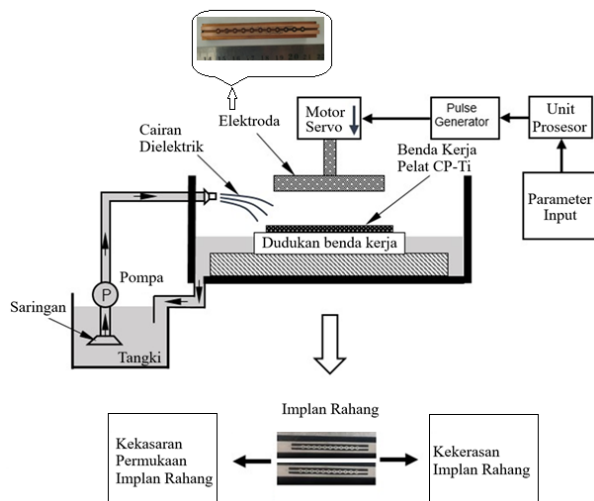 Elektroda
Motor
Servo
Pulse
Generator
Unit
Prosesor
Cairan
Dielektrik
Benda Kerja
Pelat CP-Ti
Parameter
Input
Dudukan benda kerja
Pompa
P
Saringan
Tangki
Implan Rahang
Kekasaran
Permukaan
Implan Rahang
Kekerasan
Implan Rahang